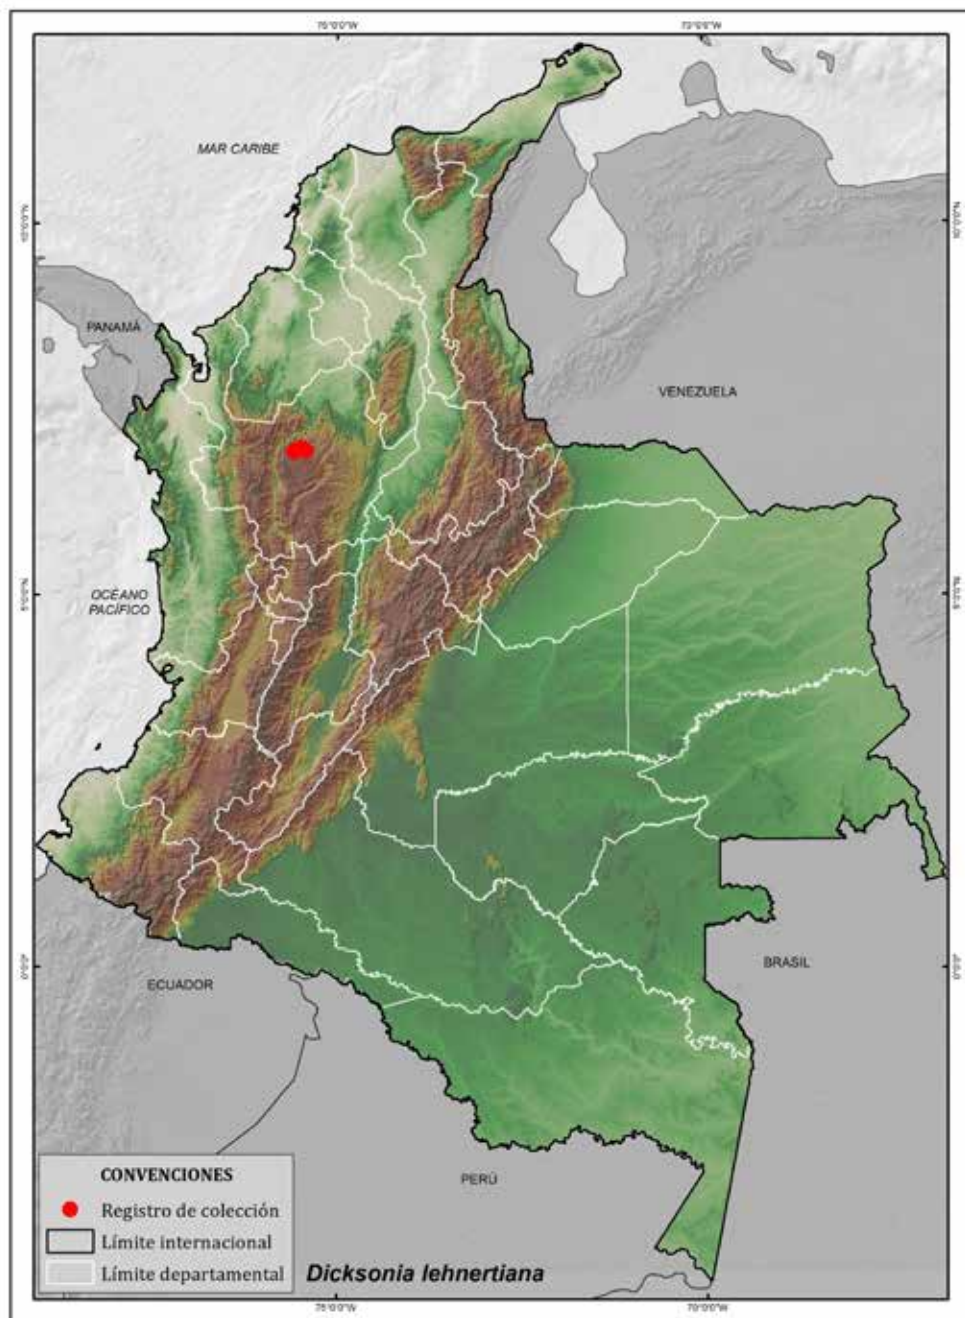 MAR CARIBE
PANAMÁ
VENEZUELA
OCÉANO
PACÍFICO
BRASIL
ECUADOR
PERÚ
CONVENCIONES
Registro de colección
Límite internacional
Límite departamental
Dicksonia lehnertiana